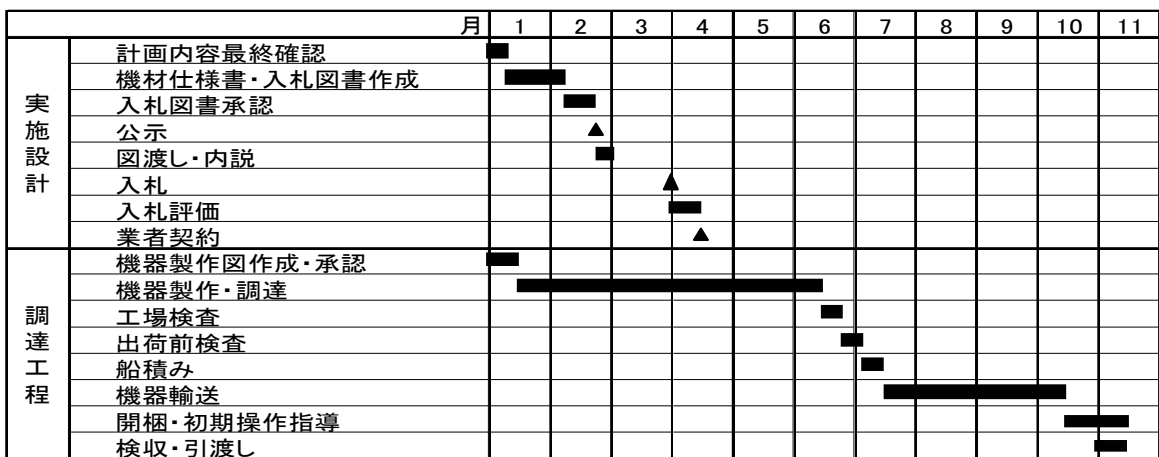 月 1 2 3 4 5 6 7 8 9 10 11
実施設計
計画内容最終確認
機材仕様書・入札図書作成
入札図書承認
公示
図渡し・内説
入札
入札評価
業者契約
調達工程
機器製作図作成・承認
機器製作・調達
工場検査
出荷前検査
船積み
機器輸送
開梱・初期操作指導
検収・引渡し